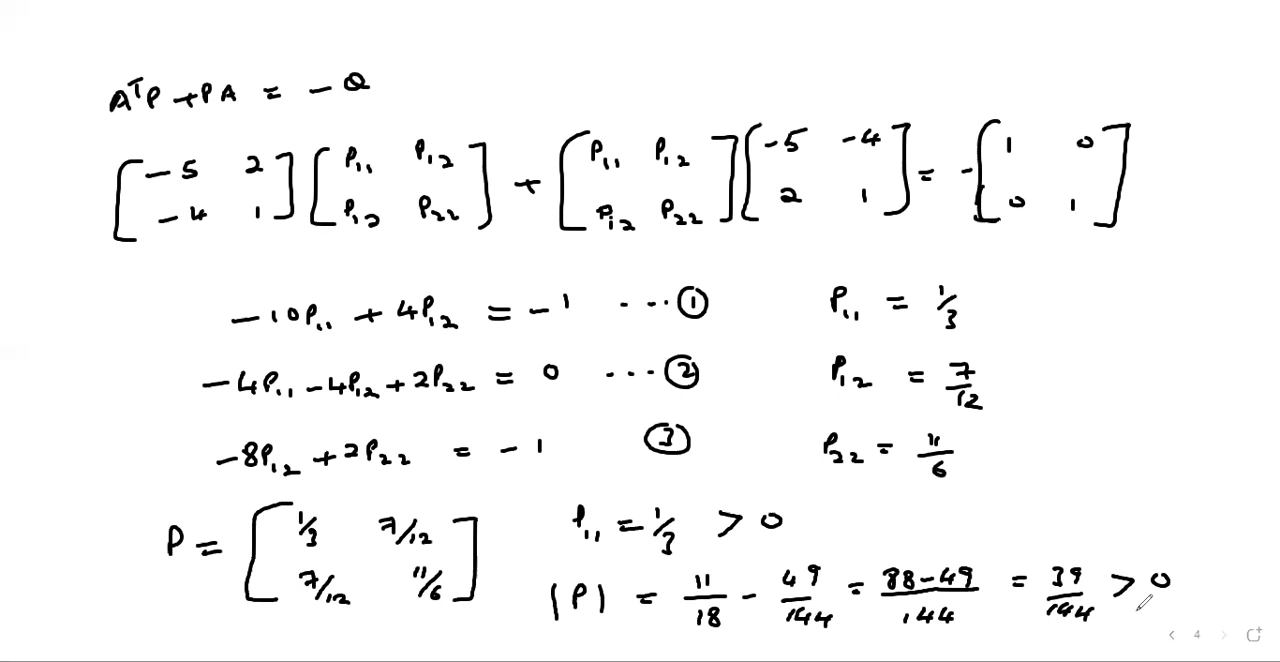 AᵀP + PA = -Q
[-5 2; -4 1] [P₁₁ P₁₂; P₁₂ P₂₂] + [P₁₁ P₁₂; P₁₂ P₂₂] [-5 -4; 2 1] = -[1 0; 0 1]
-10P₁₁ + 4P₁₂ = -1 ---- ① P₁₁ = 1/3
-4P₁₁ - 4P₁₂ + 2P₂₂ = 0 --- ② P₁₂ = 7/12
-8P₁₂ + 2P₂₂ = -1 ③ P₂₂ = 11/6
P = [1/3 7/12; 7/12 11/6] P₁₁ = 1/3 > 0
|P| = 11/18 - 49/144 = (88-49)/144 = 39/144 > 0
< 4 >